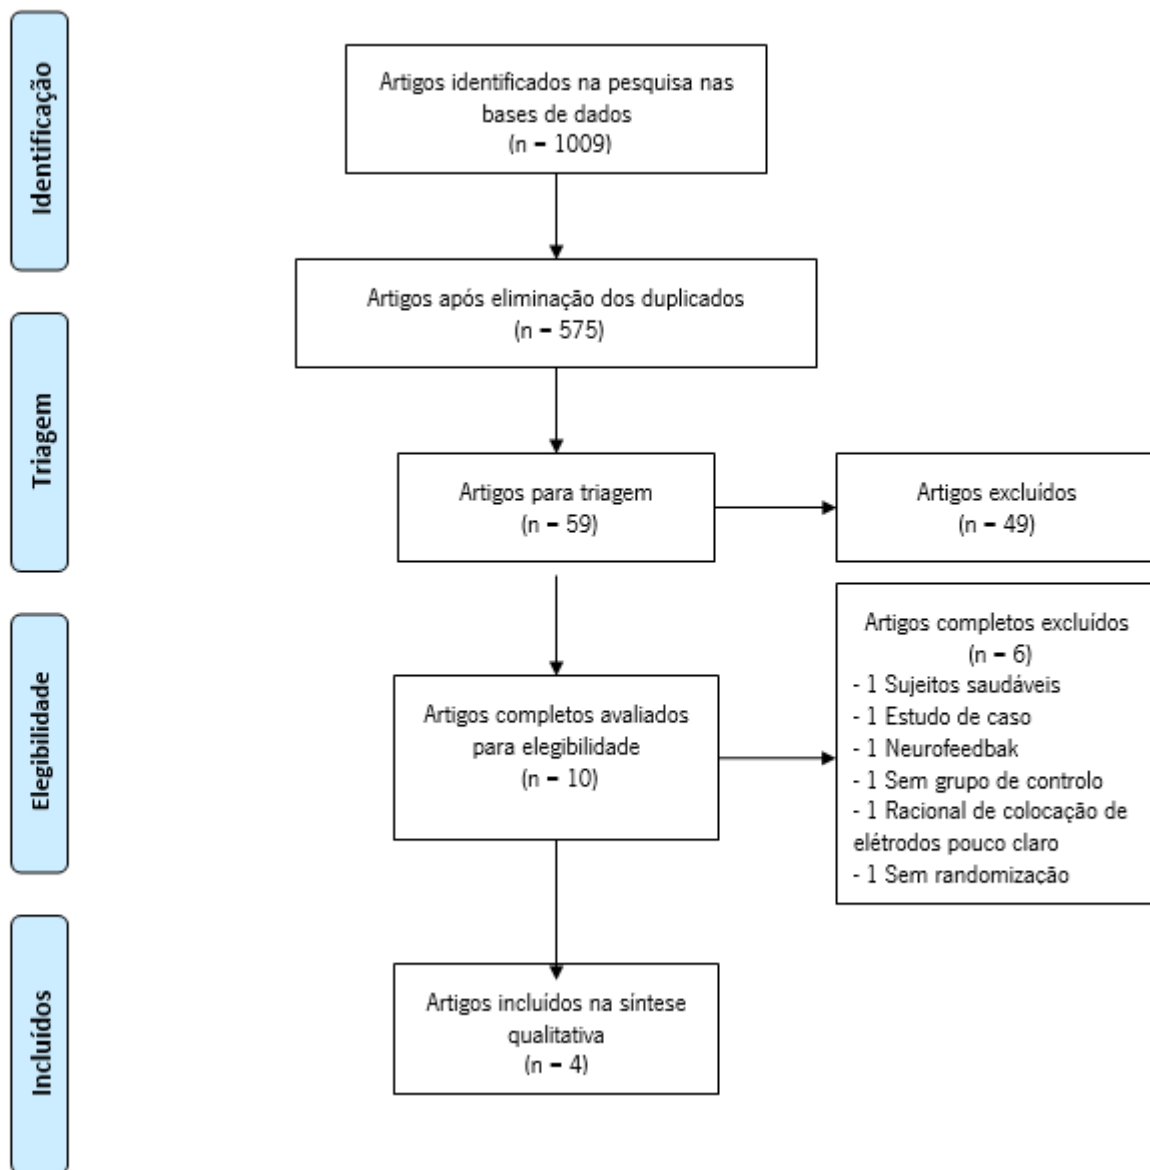 Identificação
Artigos identificados na pesquisa nas
bases de dados
(n = 1009)
Artigos após eliminação dos duplicados
(n = 575)
Triagem
Artigos para triagem
(n = 59)
Artigos excluídos
(n = 49)
Elegibilidade
Artigos completos avaliados
para elegibilidade
(n = 10)
Artigos completos excluídos
(n = 6)
- 1 Sujeitos saudáveis
- 1 Estudo de caso
- 1 Neurofeedbak
- 1 Sem grupo de controlo
- 1 Racional de colocação de
elétrodos pouco claro
- 1 Sem randomização
Incluídos
Artigos incluídos na síntese
qualitativa
(n = 4)